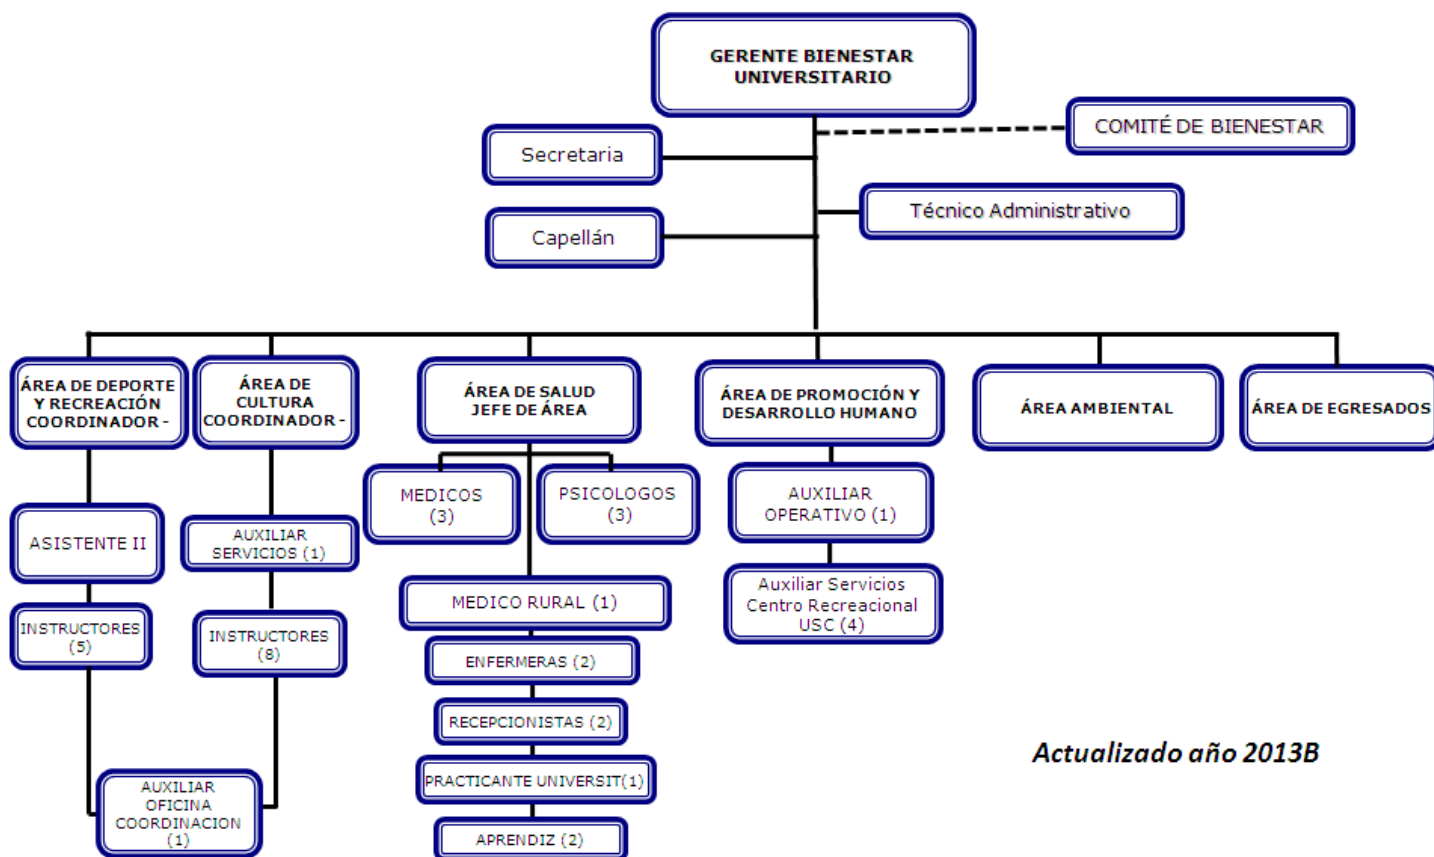 GERENTE BIENESTAR
UNIVERSITARIO
COMITÉ DE BIENESTAR
Secretaria
Técnico Administrativo
Capellán
ÁREA DE DEPORTE
Y RECREACIÓN
COORDINADOR -
ÁREA DE
CULTURA
COORDINADOR -
ÁREA DE SALUD
JEFE DE ÁREA
ÁREA DE PROMOCIÓN Y
DESARROLLO HUMANO
ÁREA AMBIENTAL
ÁREA DE EGRESADOS
MEDICOS
(3)
PSICOLOGOS
(3)
AUXILIAR
OPERATIVO (1)
ASISTENTE II
AUXILIAR
SERVICIOS (1)
MEDICO RURAL (1)
Auxiliar Servicios
Centro Recreacional
USC (4)
INSTRUCTORES
(5)
INSTRUCTORES
(8)
ENFERMERAS (2)
RECEPCIONISTAS (2)
PRACTICANTE UNIVERSIT(1)
APRENDIZ (2)
AUXILIAR
OFICINA
COORDINACION
(1)
Actualizado año 2013B